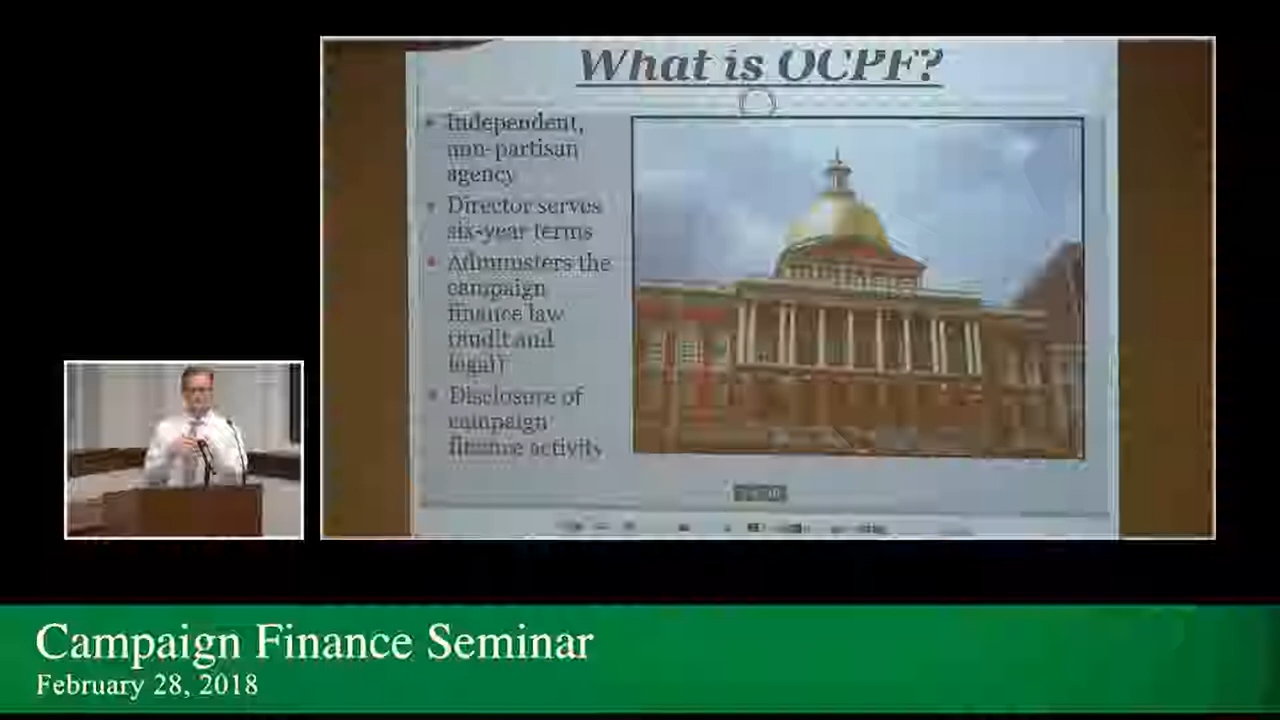 What is OCPF?
• Independent,
non-partisan
agency
• Director serves
six-year terms
• Administers the
campaign
finance law
(audit and
legal)
• Disclosure of
campaign
finance activity
Campaign Finance Seminar
February 28, 2018